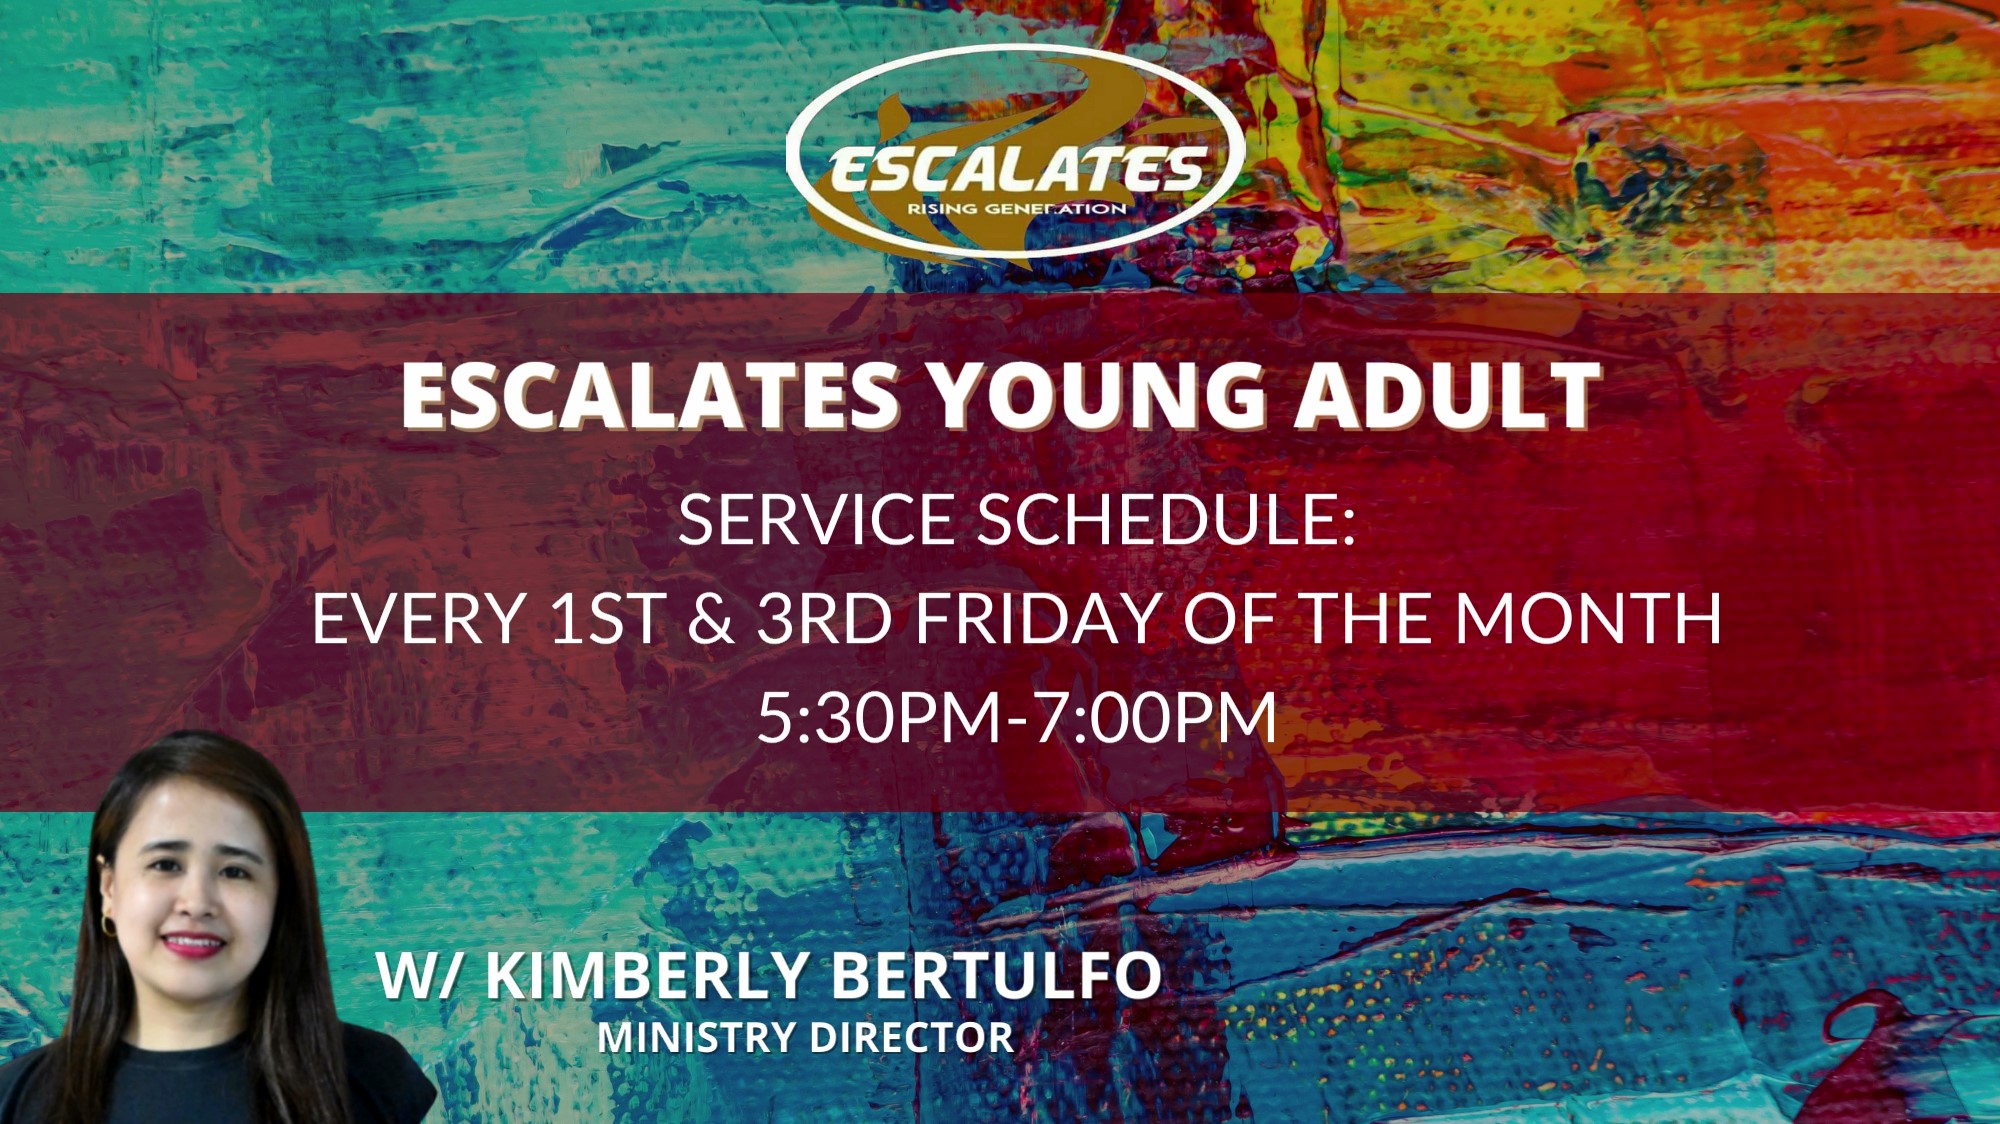 ESCALATES
RISING GENERATION
ESCALATES YOUNG ADULT
SERVICE SCHEDULE:
EVERY 1ST & 3RD FRIDAY OF THE MONTH
5:30PM-7:00PM
W/ KIMBERLY BERTULFO
MINISTRY DIRECTOR